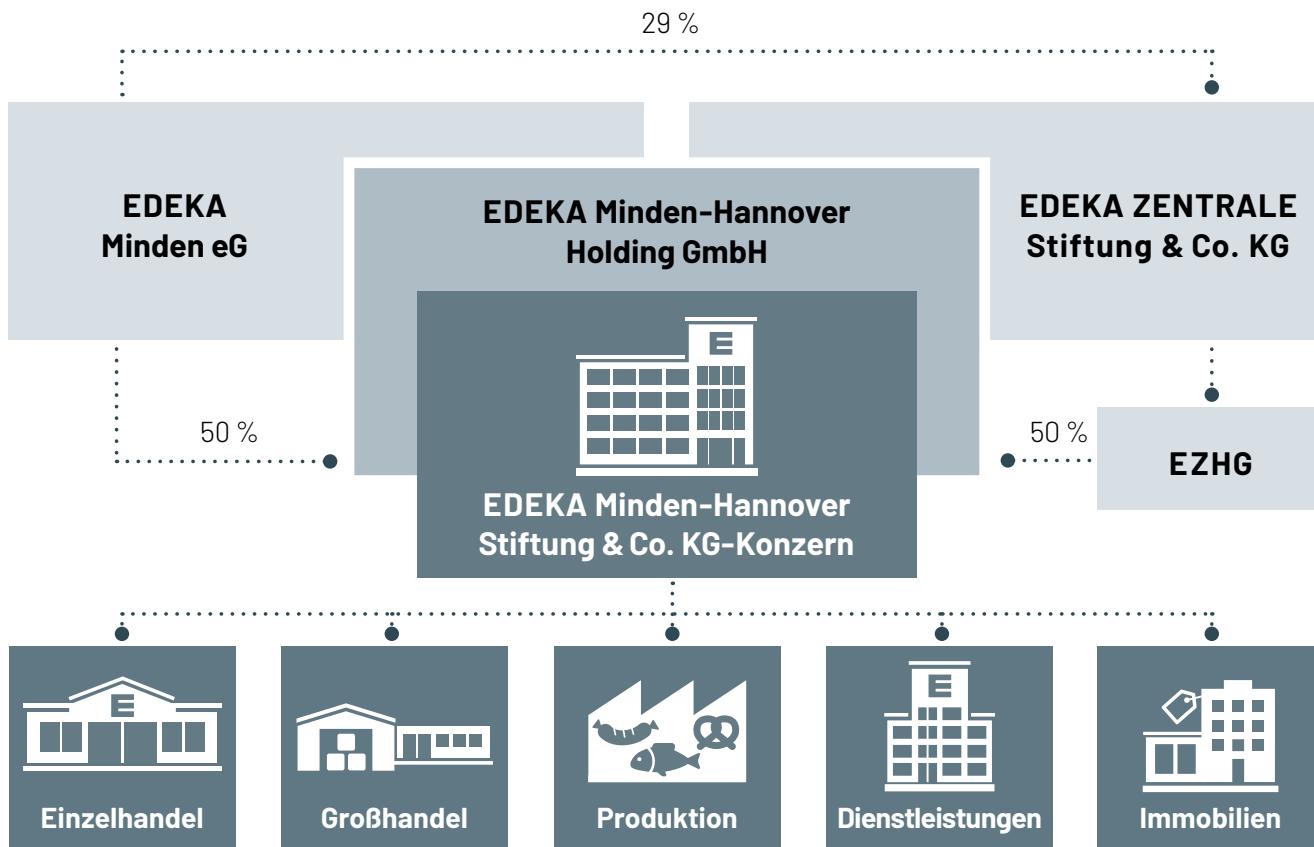 29 %
EDEKA
Minden eG
EDEKA Minden-Hannover
Holding GmbH
EDEKA ZENTRALE
Stiftung & Co. KG
E
50 %
50 %
EZHG
EDEKA Minden-Hannover
Stiftung & Co. KG-Konzern
E
Einzelhandel
Großhandel
Produktion
E
Dienstleistungen
Immobilien